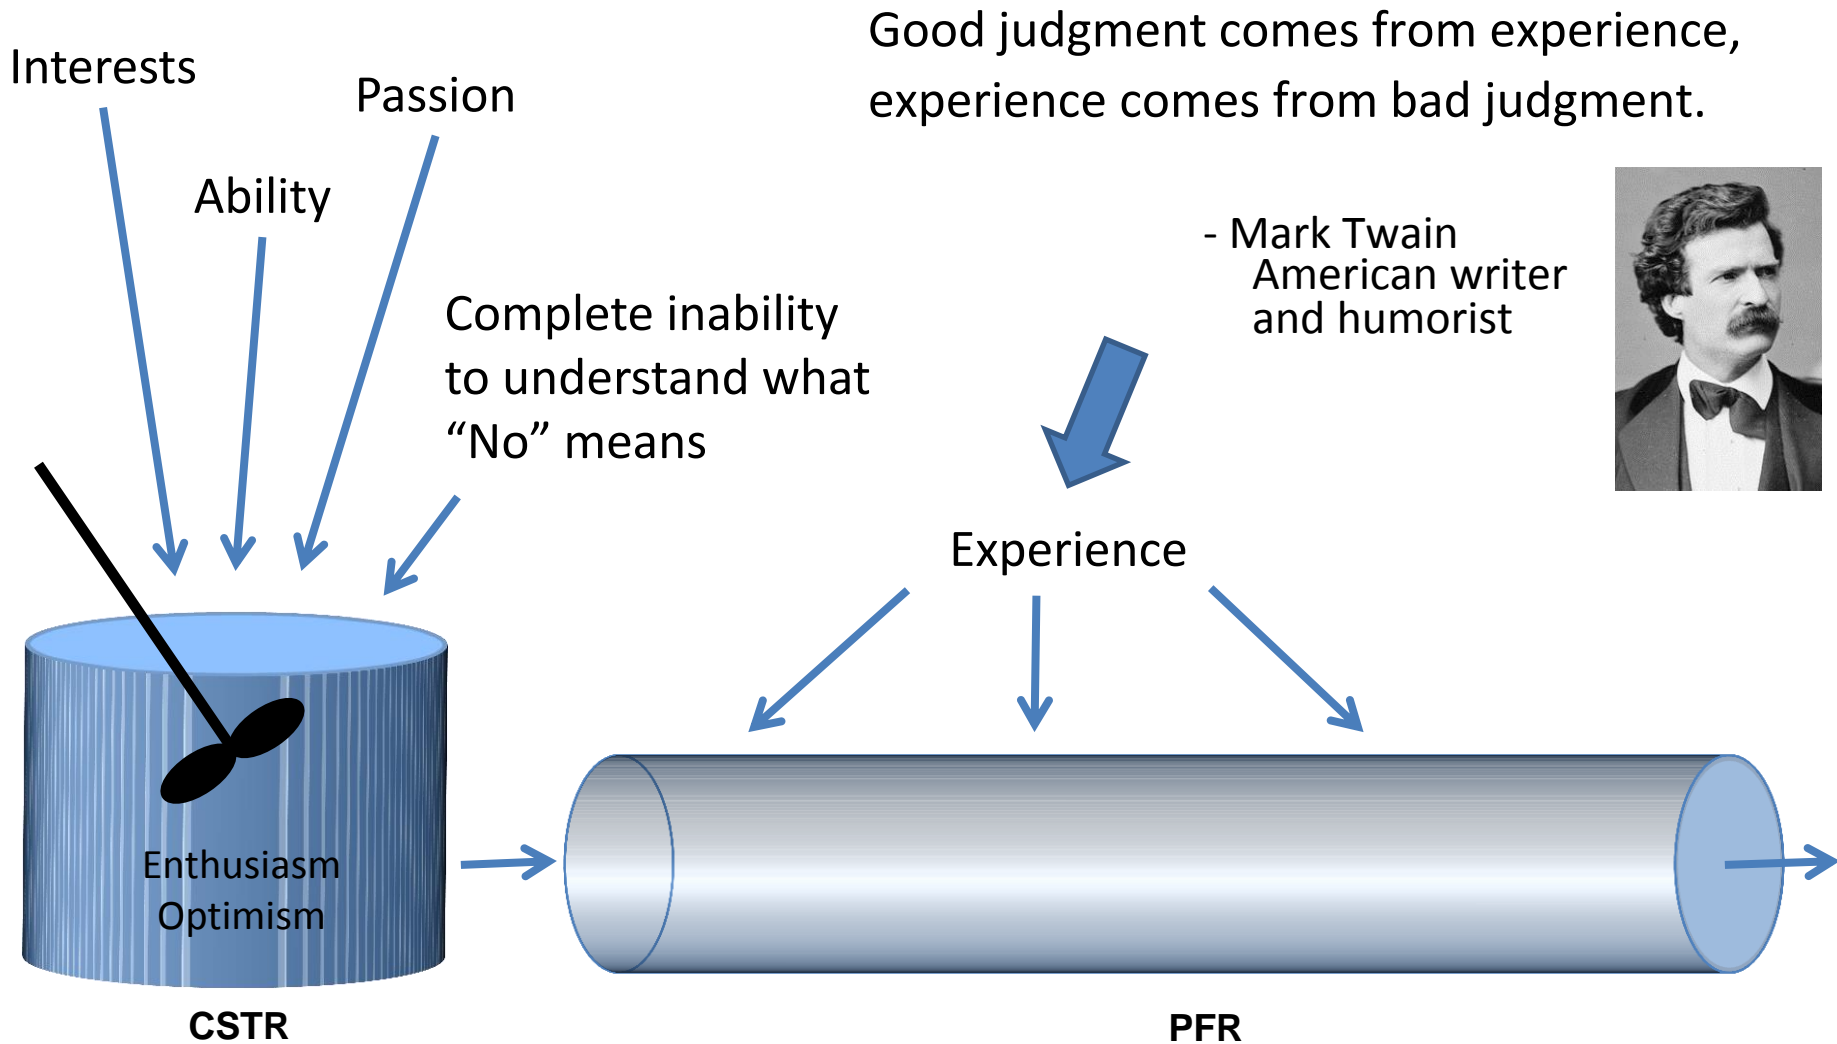 Interests
Passion
Ability
Complete inability
to understand what
“No” means
Enthusiasm
Optimism
CSTR
Good judgment comes from experience,
experience comes from bad judgment.
- Mark Twain
American writer
and humorist
Experience
PFR